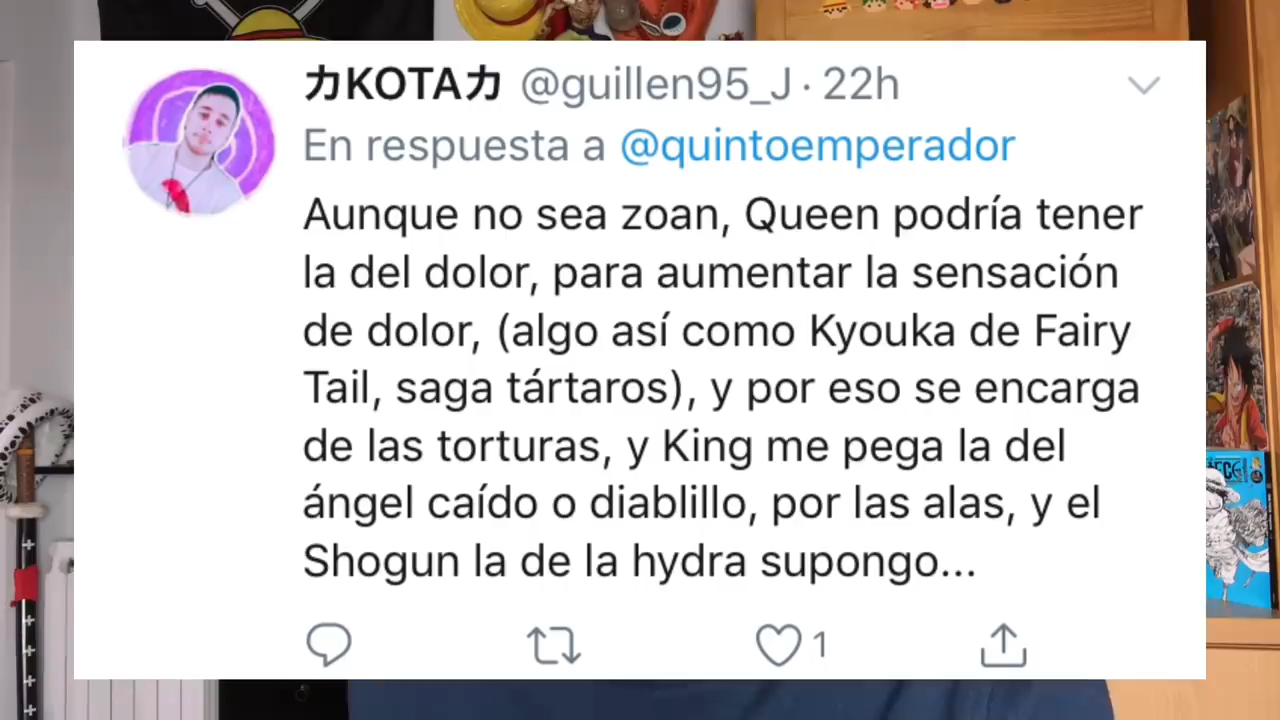 力KOTA力 @guillen95_J · 22h
En respuesta a @quintoemperador
Aunque no sea zoan, Queen podría tener
la del dolor, para aumentar la sensación
de dolor, (algo así como Kyouka de Fairy
Tail, saga tártaros), y por eso se encarga
de las torturas, y King me pega la del
ángel caído o diablillo, por las alas, y el
Shogun la de la hydra supongo...
1